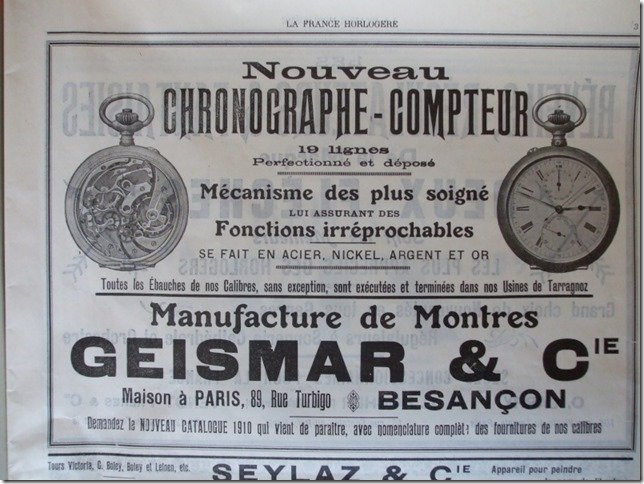 LA FRANCE HORLOGERE
3
Nouveau
CHRONOGRAPHE-COMPTEUR
19 lignes
Perfectionné et déposé
Mécanisme des plus soigné
LUI ASSURANT DES
Fonctions irréprochables
SE FAIT EN ACIER, NICKEL, ARGENT ET OR
Toutes les Ébauches de nos Calibres, sans exception, sont exécutées et terminées dans nos Usines de Tarragnoz
Manufacture de Montres
GEISMAR & CIE
Maison à PARIS, 89, Rue Turbigo BESANÇON
Demandez la NOUVEAU CATALOGUE 1910 qui vient de paraître, avec nomenclature complète des fournitures de nos calibres
Tours Victoria, G. Boley, Boley et Leinen, etc.
SEYLAZ & CIE
Appareil pour peindre